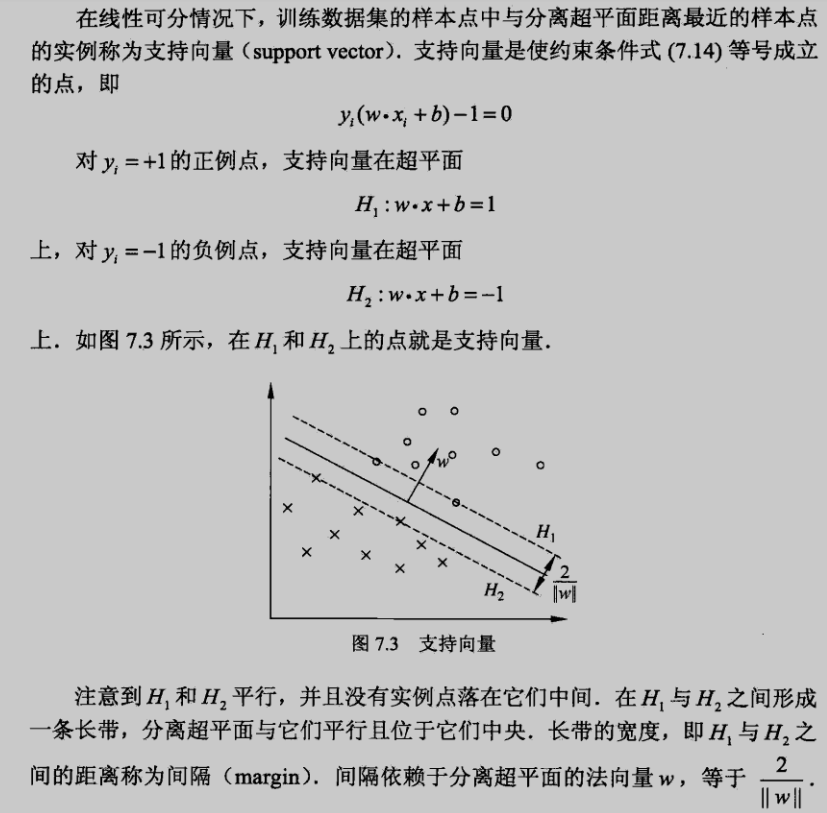 在线性可分情况下，训练数据集的样本点中与分离超平面距离最近的样本点
的实例称为支持向量（support vector）．支持向量是使约束条件式 (7.14) 等号成立
的点，即
y_i(w•x_i+b)−1=0
对 y_i=+1的正例点，支持向量在超平面
H_1:w•x+b=1
上，对 y_i=−1的负例点，支持向量在超平面
H_2:w•x+b=−1
上．如图 7.3 所示，在 H_1 和 H_2 上的点就是支持向量．
w
H_1
H_2
2/‖w‖
图 7.3 支持向量
注意到 H_1 和 H_2 平行，并且没有实例点落在它们中间．在 H_1 与 H_2 之间形成
一条长带，分离超平面与它们平行且位于它们中央．长带的宽度，即 H_1 与 H_2 之
间的距离称为间隔（margin）．间隔依赖于分离超平面的法向量 w，等于 2/‖w‖．